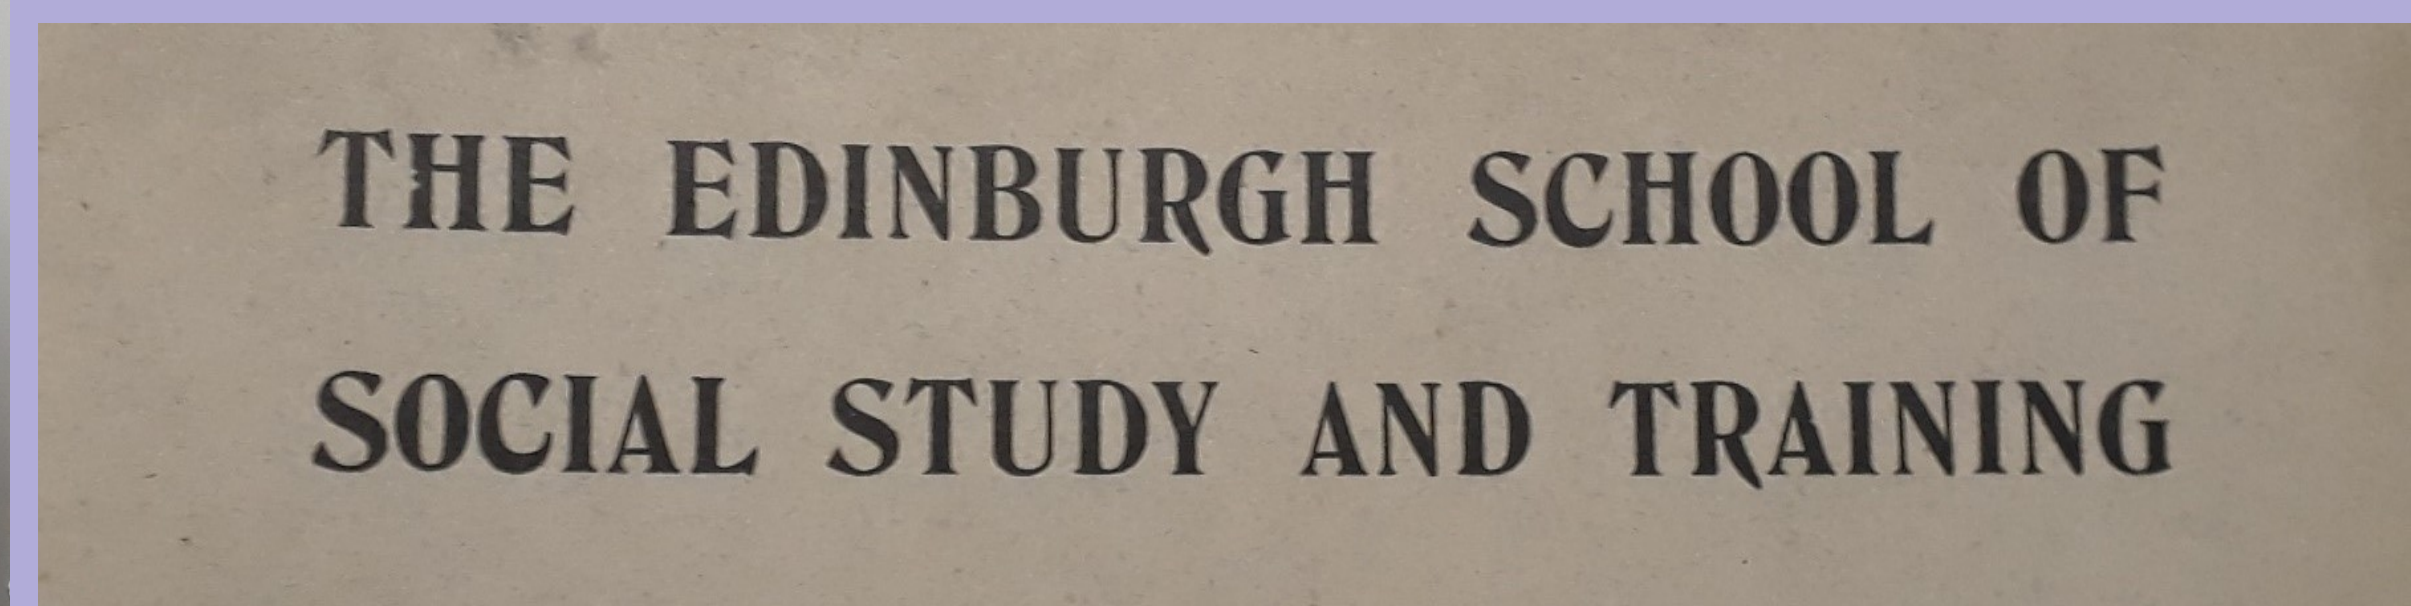 THE EDINBURGH SCHOOL OF
SOCIAL STUDY AND TRAINING